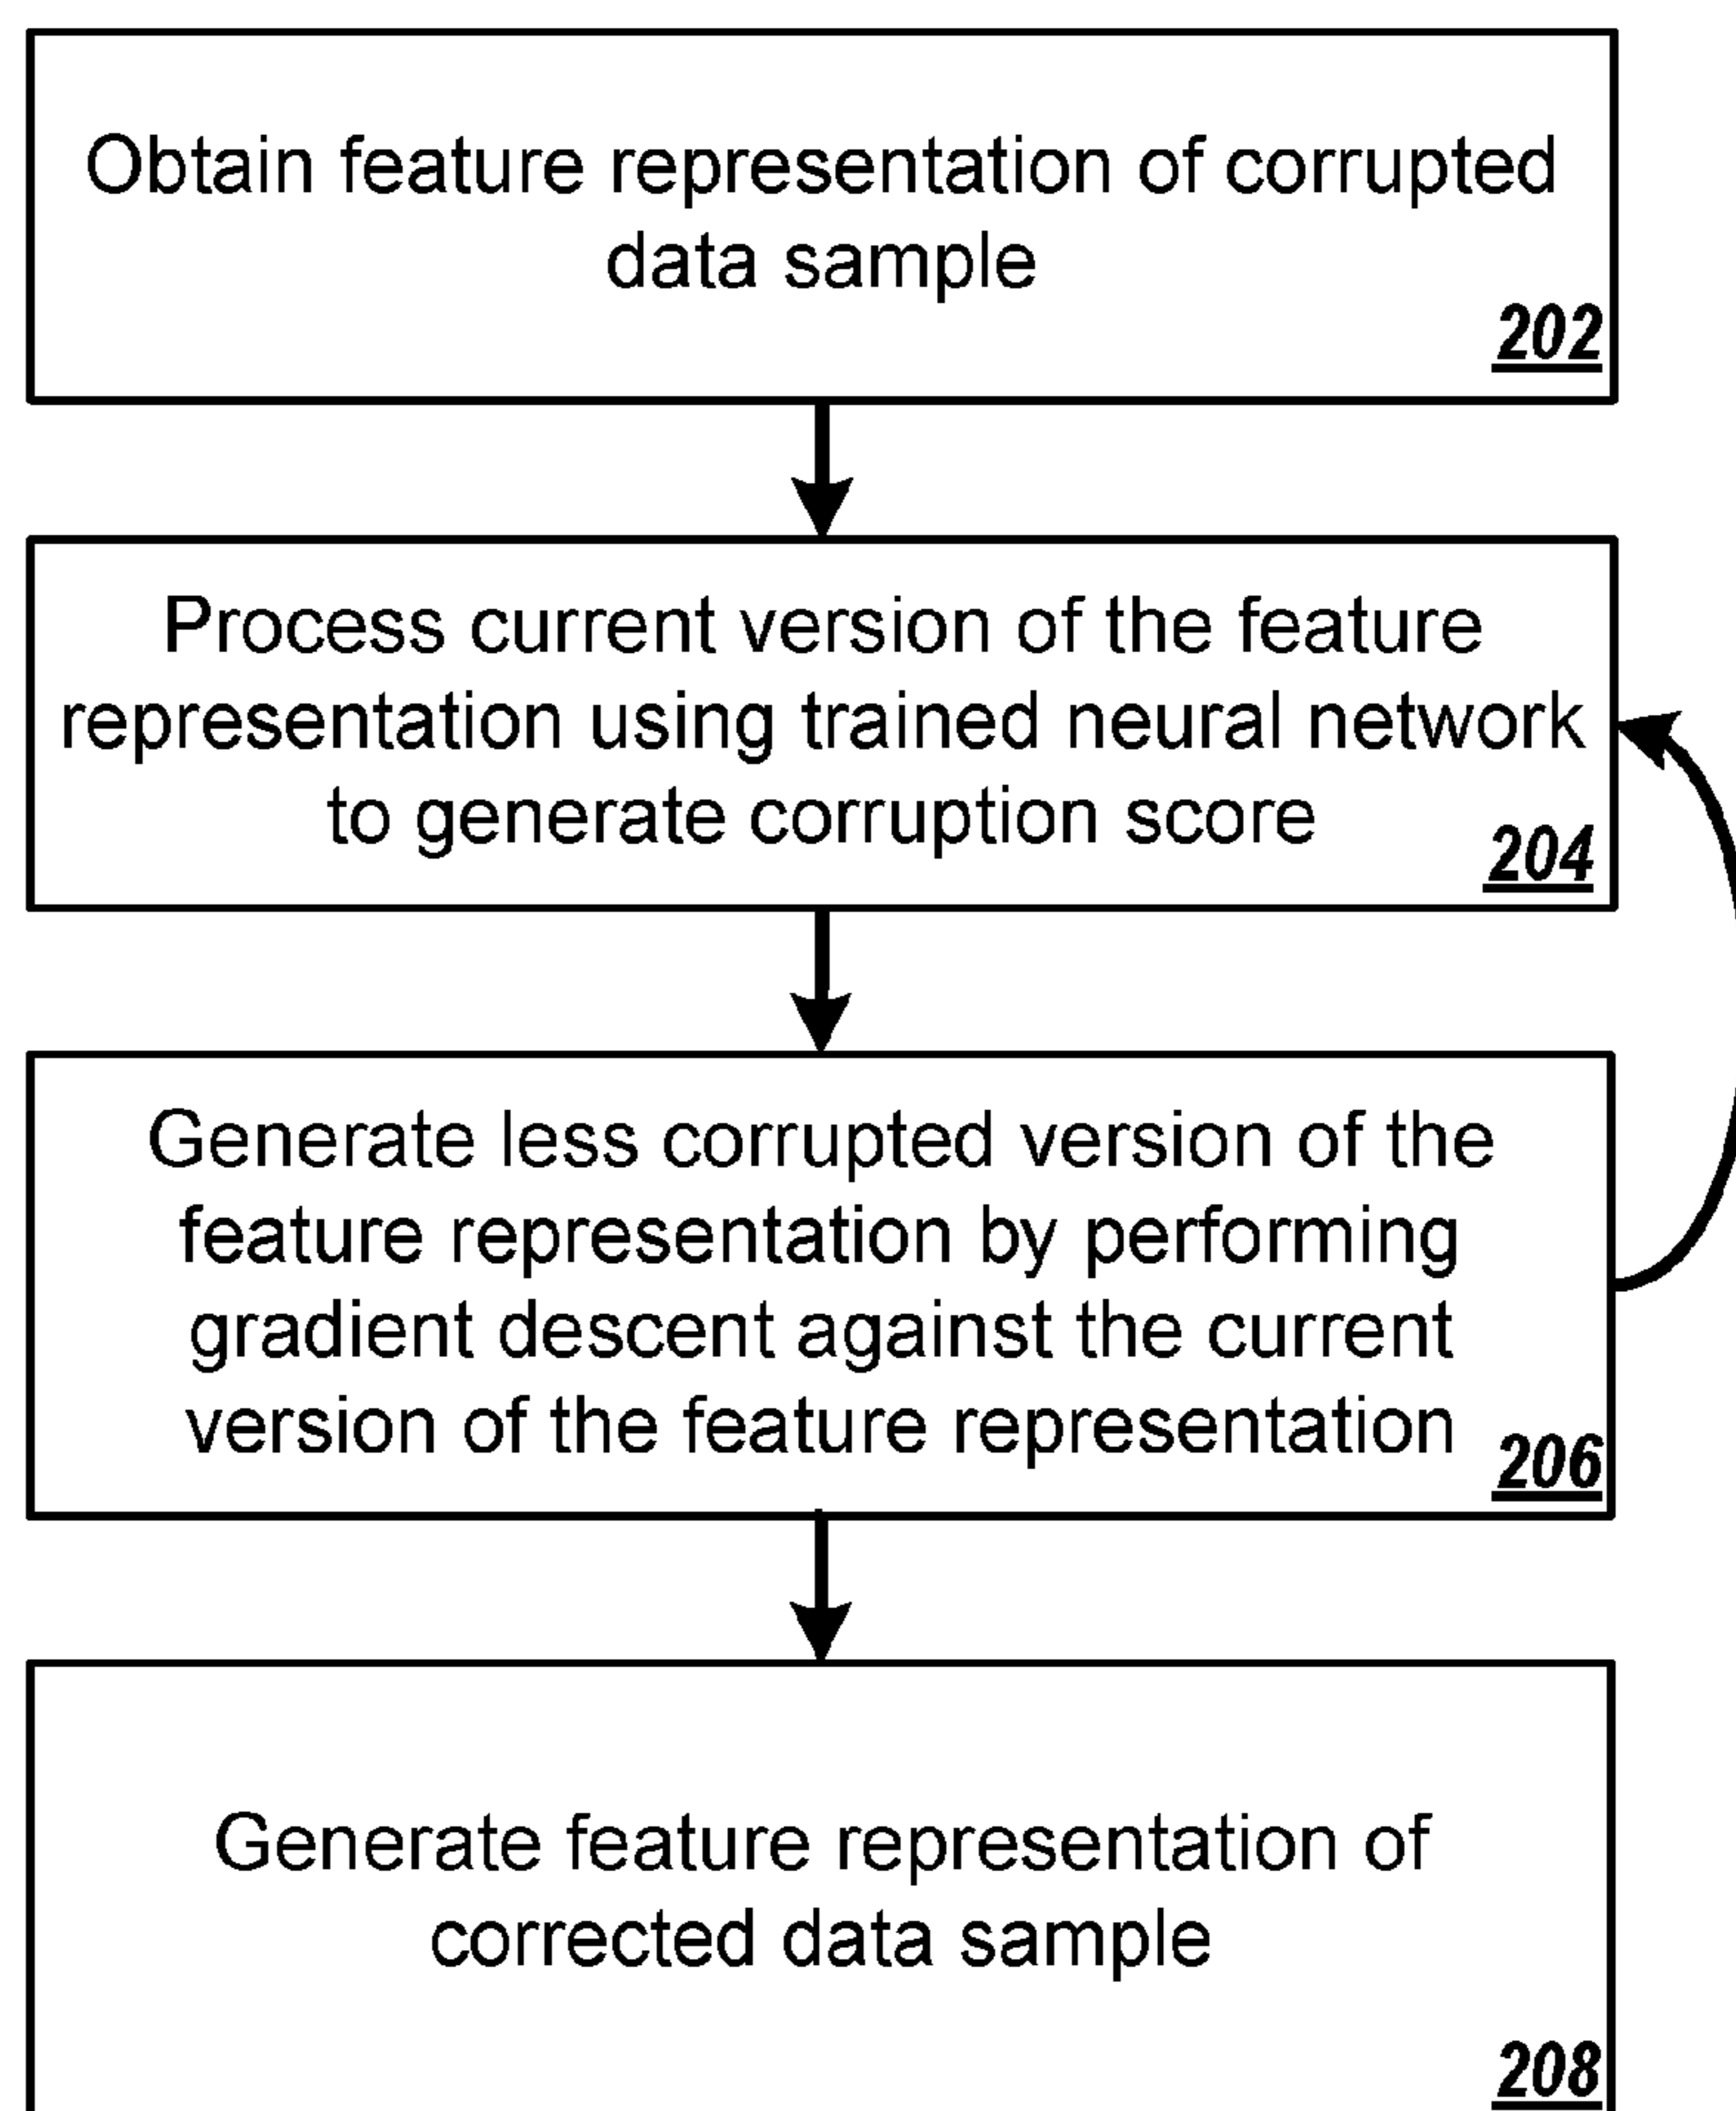 Obtain feature representation of corrupted
data sample
202
Process current version of the feature
representation using trained neural network
to generate corruption score
204
Generate less corrupted version of the
feature representation by performing
gradient descent against the current
version of the feature representation
206
Generate feature representation of
corrected data sample
208